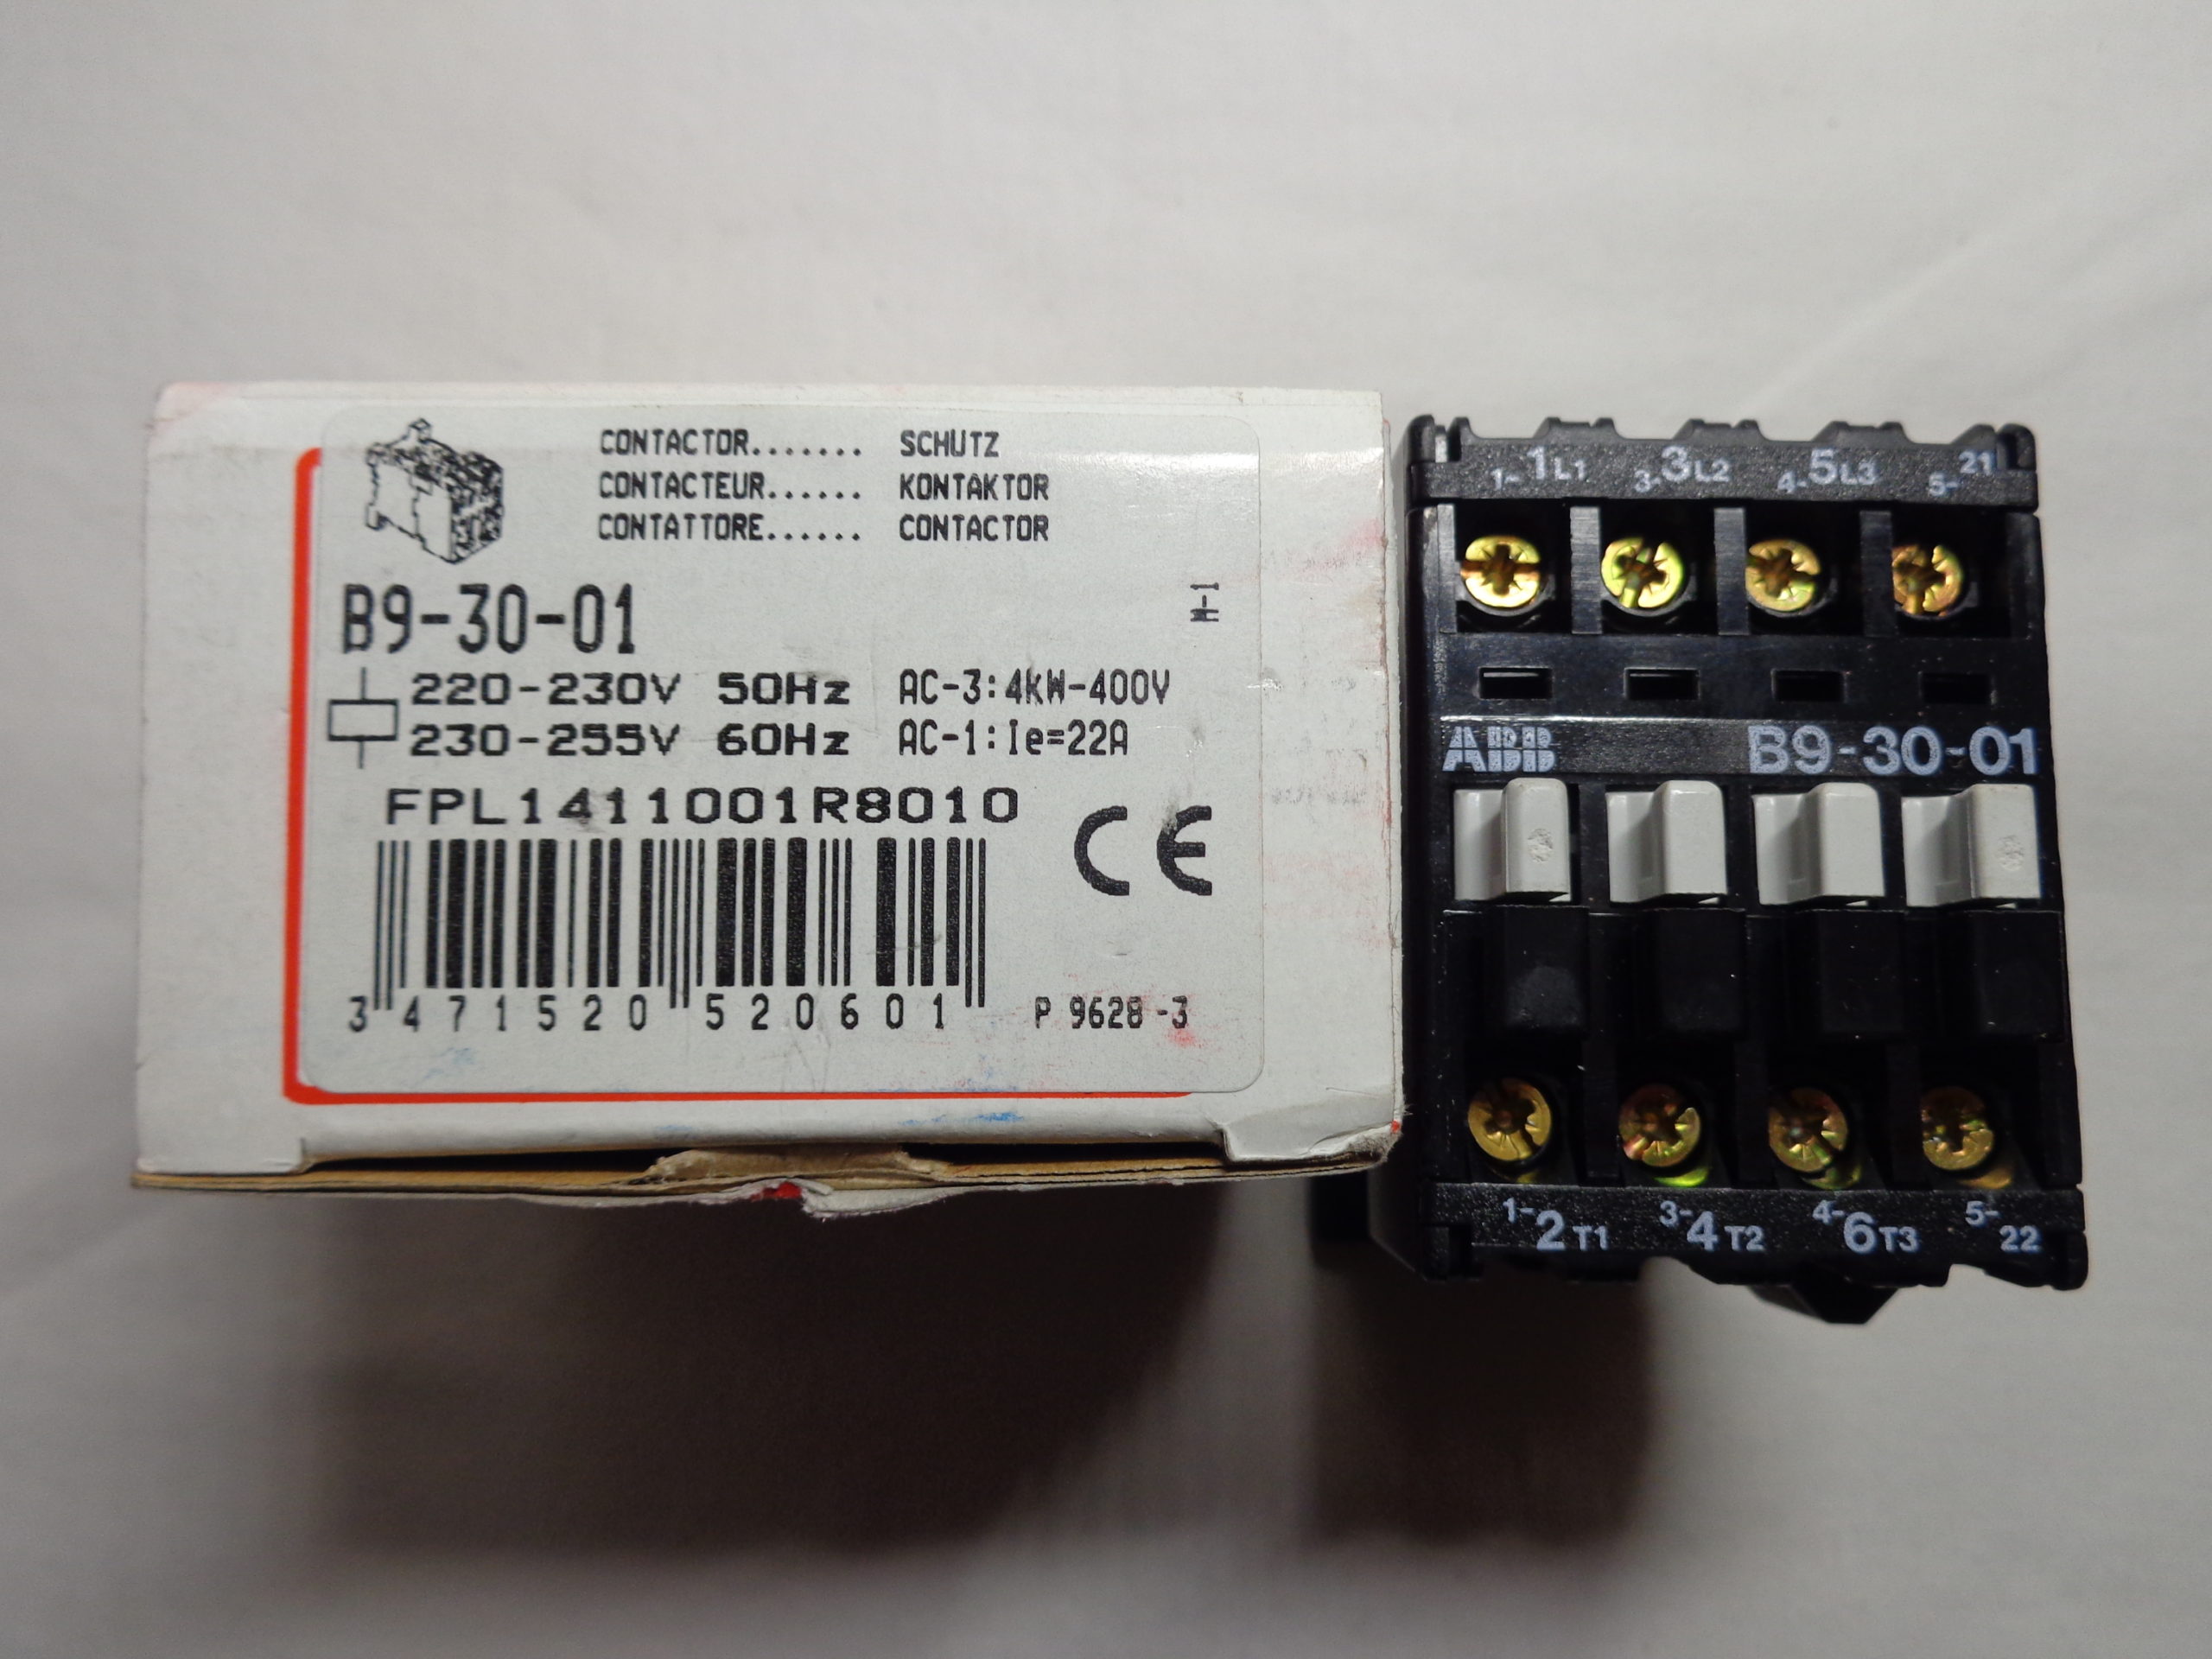 CONTACTOR....... SCHUTZ
CONTACTEUR...... KONTAKTOR
CONTATTORE...... CONTACTOR
B9-30-01
M-1
220-230V 50Hz AC-3:4KW-400V
230-255V 60Hz AC-1:Ie=22A
FPL1411001R8010
CE
3 471520 520601
P 9628-3
1-1L1 3-3L2 4-5L3 5-21
ABB B9-30-01
1-2T1 3-4T2 4-6T3 5-22